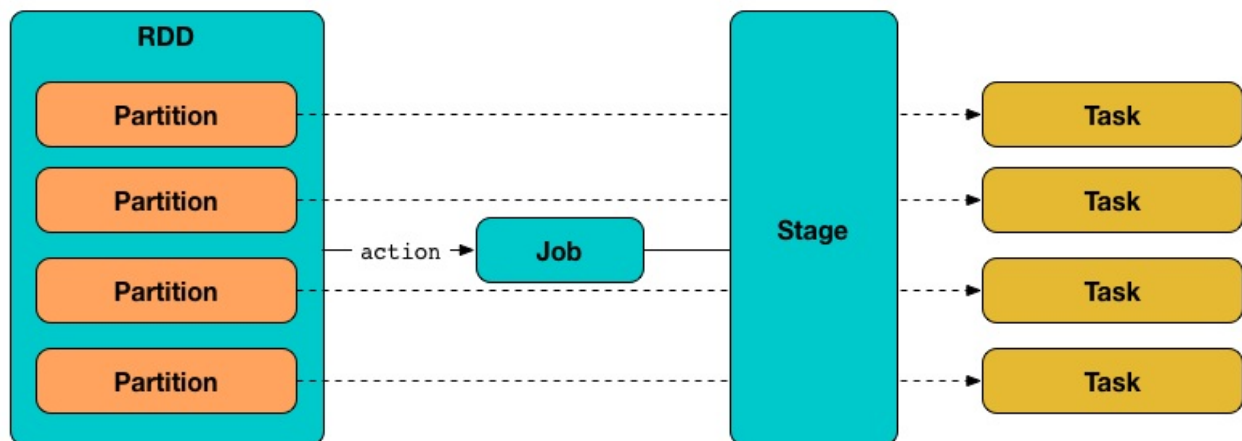 RDD
Partition
Task
Partition
Task
Stage
action
Job
Partition
Task
Partition
Task